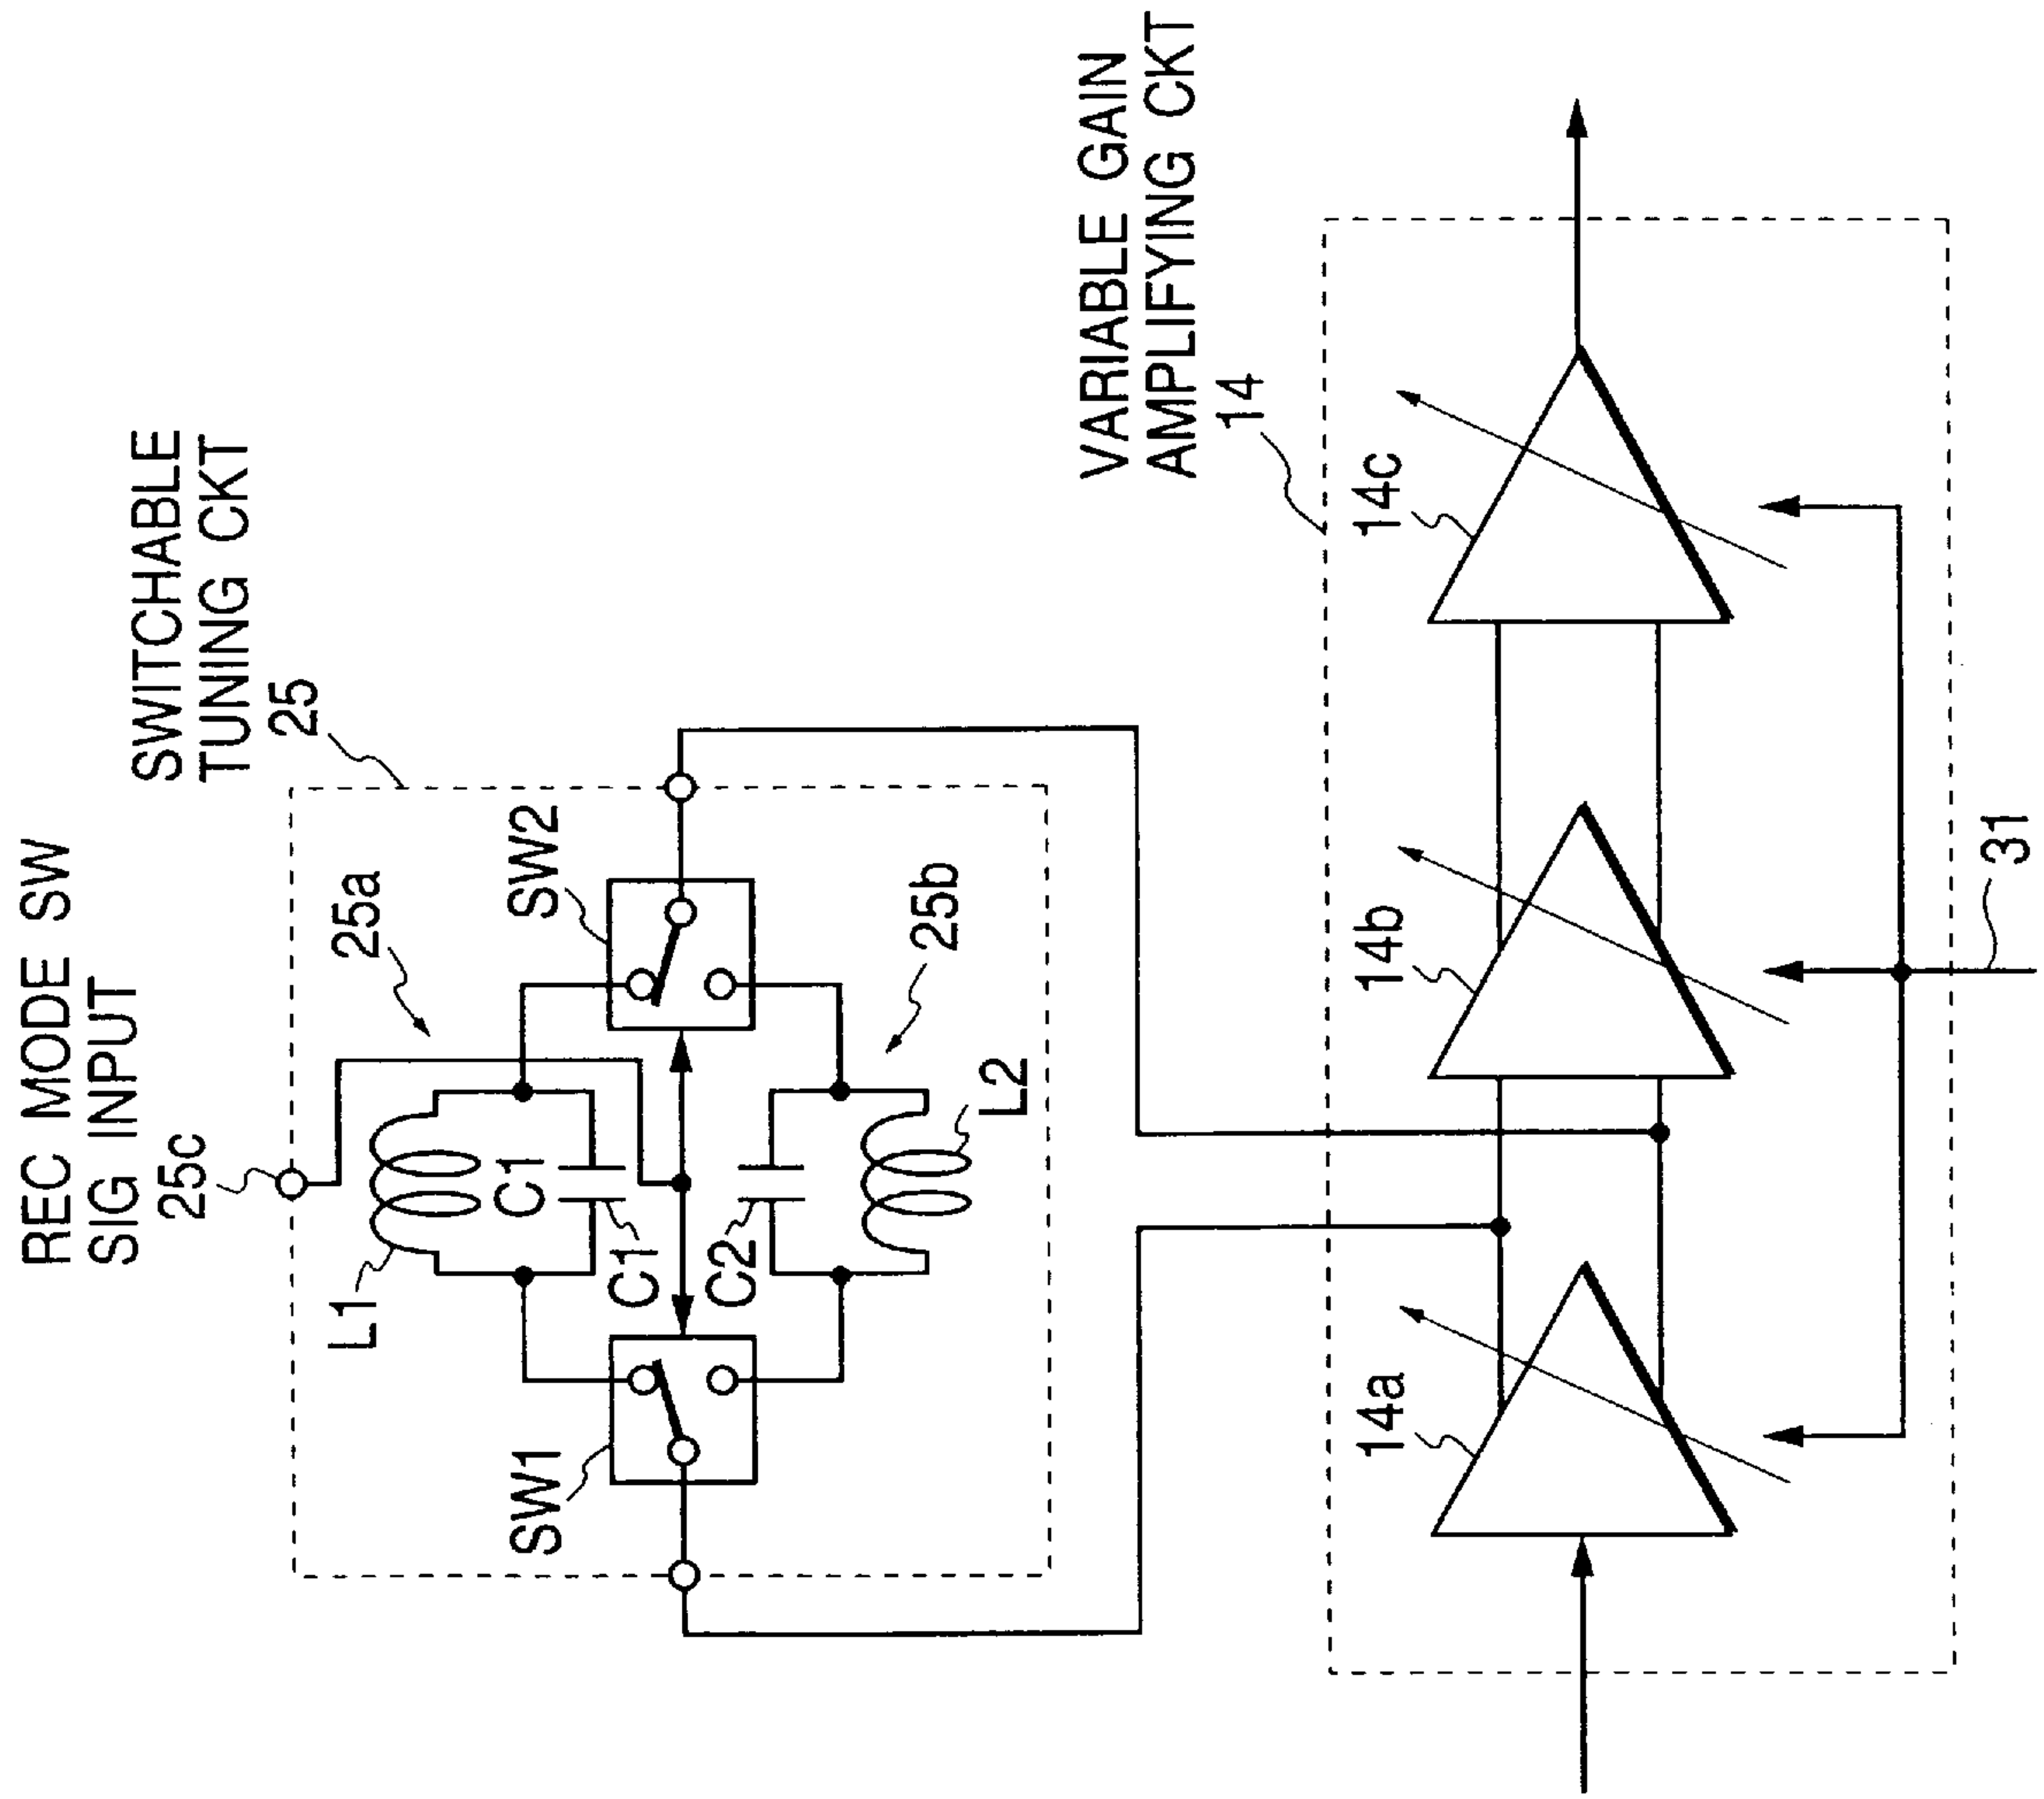 REC MODE SW
SIG INPUT
25c
SWITCHABLE
TUNING CKT
25
25a
L1
C1
C1
C2
L2
25b
SW1
SW2
VARIABLE GAIN
AMPLIFYING CKT
14
14a
14b
14c
31